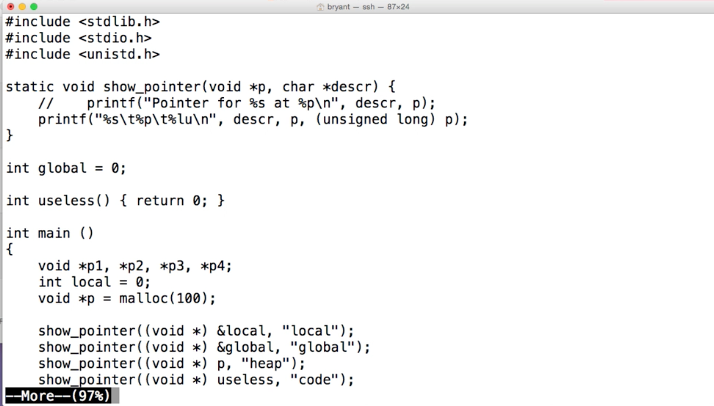 bryant — ssh — 87×24
#include <stdlib.h>
#include <stdio.h>
#include <unistd.h>
static void show_pointer(void *p, char *descr) {
    //    printf("Pointer for %s at %p\n", descr, p);
    printf("%s\t%p\t%lu\n", descr, p, (unsigned long) p);
}
int global = 0;
int useless() { return 0; }
int main ()
{
    void *p1, *p2, *p3, *p4;
    int local = 0;
    void *p = malloc(100);
    show_pointer((void *) &local, "local");
    show_pointer((void *) &global, "global");
    show_pointer((void *) p, "heap");
    show_pointer((void *) useless, "code");
--More--(97%)